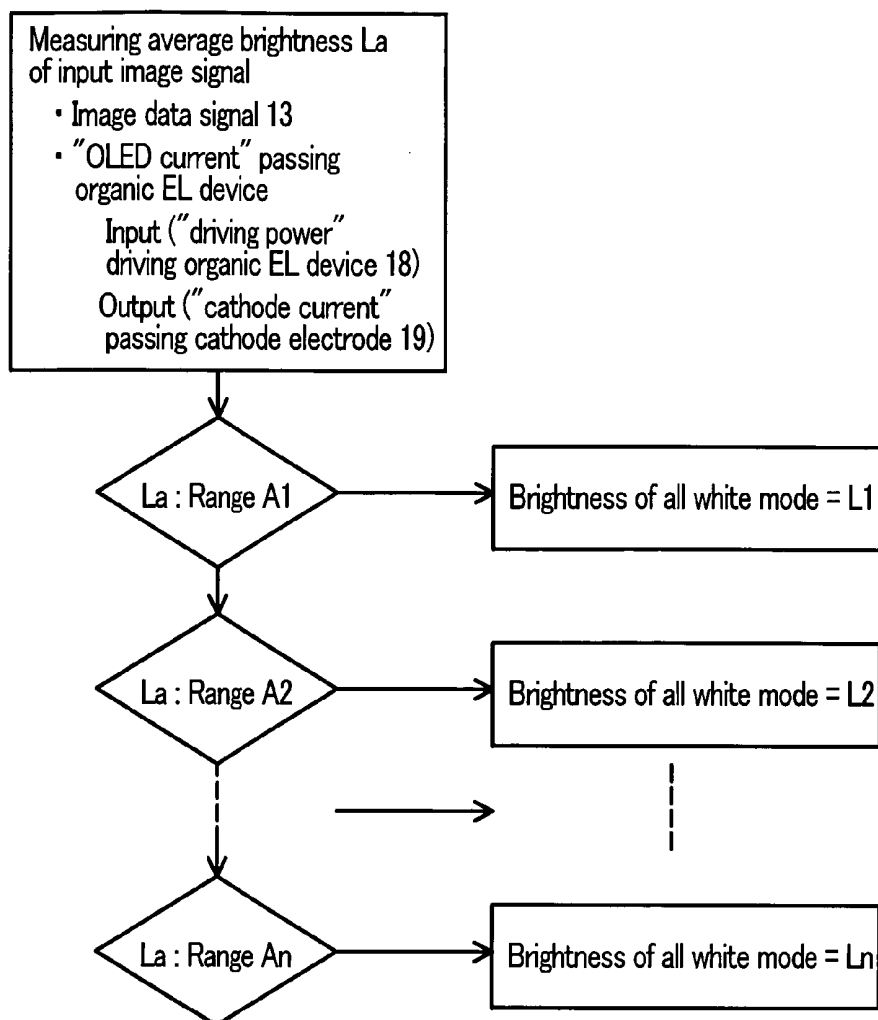 Measuring average brightness La
of input image signal
・Image data signal 13
・"OLED current" passing
organic EL device
Input ("driving power"
driving organic EL device 18)
Output ("cathode current"
passing cathode electrode 19)
La : Range A1
Brightness of all white mode = L1
La : Range A2
Brightness of all white mode = L2
La : Range An
Brightness of all white mode = Ln